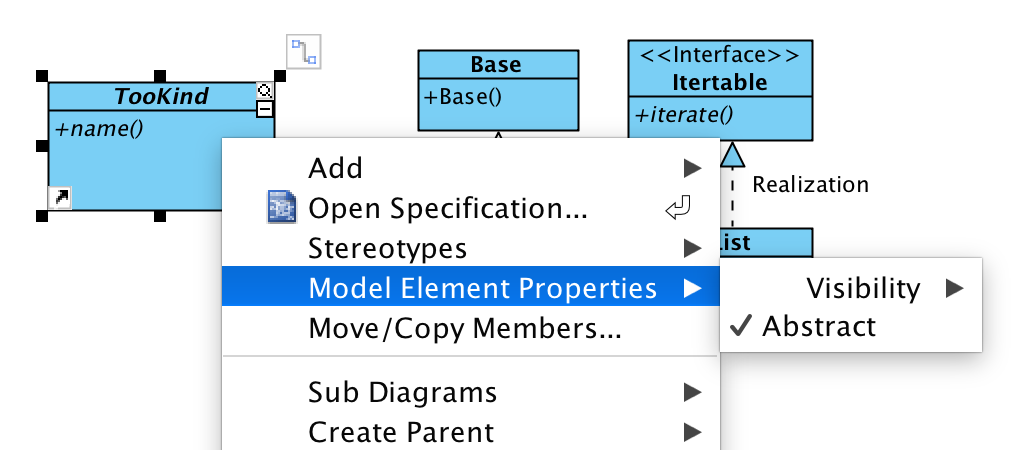 TooKind
+name()
Base
+Base()
<<Interface>>
Itertable
+iterate()
Realization
List
Add
Open Specification...
Stereotypes
Model Element Properties
Move/Copy Members...
Sub Diagrams
Create Parent
Visibility
Abstract